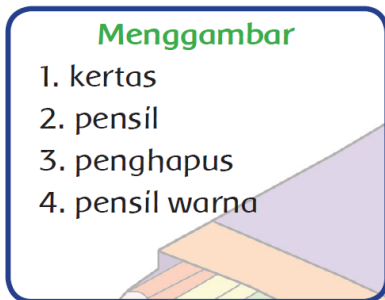 Menggambar
1. kertas
2. pensil
3. penghapus
4. pensil warna